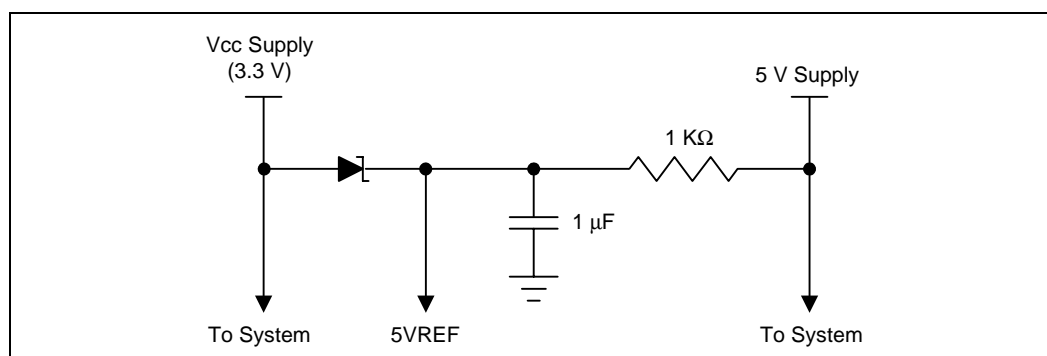 Vcc Supply
(3.3 V)
5 V Supply
1 KΩ
1 μF
To System
5VREF
To System